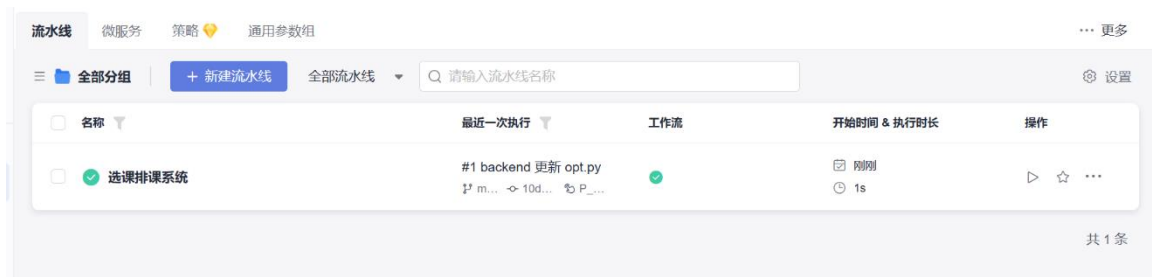 流水线 微服务 策略 通用参数组 ··· 更多
全部分组 + 新建流水线 全部流水线 请输入流水线名称 设置
名称 最近一次执行 工作流 开始时间 & 执行时长 操作
选课排课系统 #1 backend 更新 opt.py 刚刚
m... 10d... P_... 1s
共 1 条